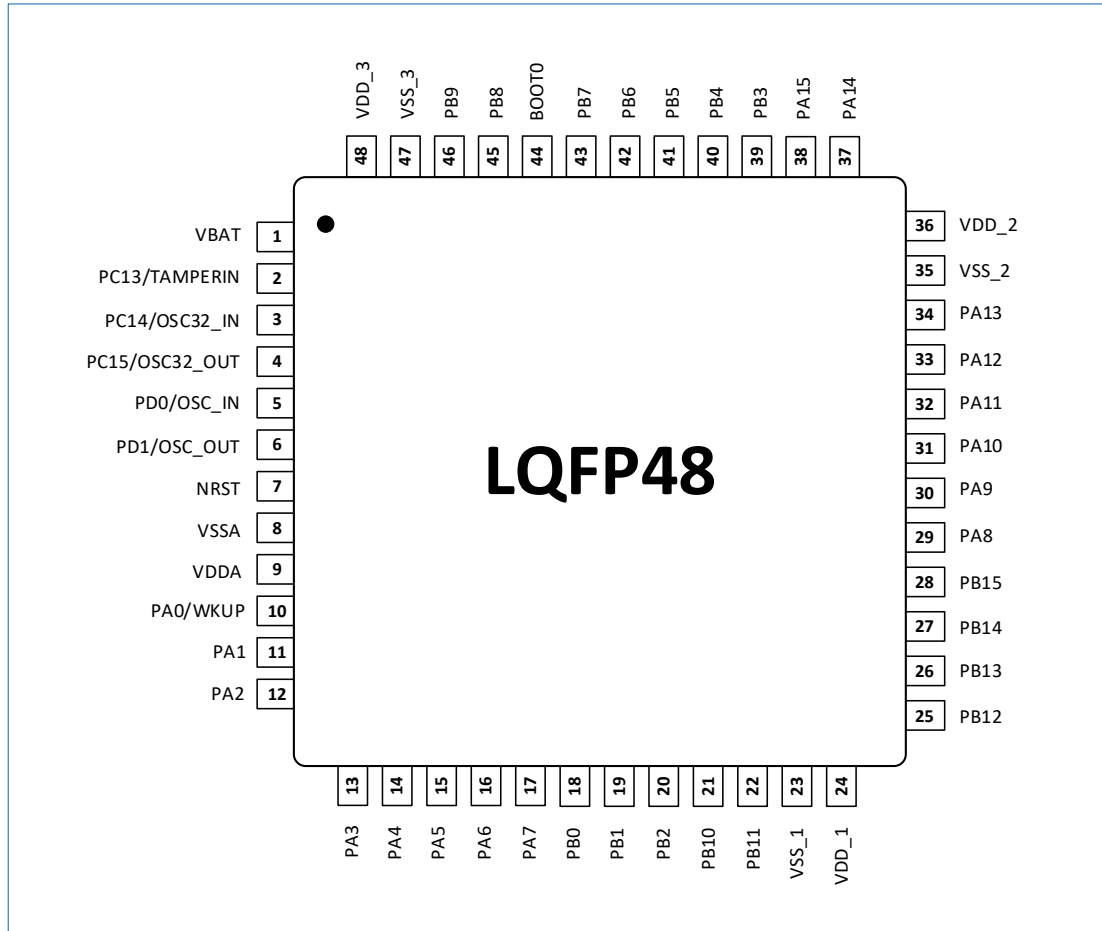 VDD_3 VSS_3 PB9 PB8 BOOT0 PB7 PB6 PB5 PB4 PB3 PA15 PA14
48 47 46 45 44 43 42 41 40 39 38 37
VBAT 1
PC13/TAMPERIN 2
PC14/OSC32_IN 3
PC15/OSC32_OUT 4
PD0/OSC_IN 5
PD1/OSC_OUT 6
NRST 7
VSSA 8
VDDA 9
PA0/WKUP 10
PA1 11
PA2 12
LQFP48
36 VDD_2
35 VSS_2
34 PA13
33 PA12
32 PA11
31 PA10
30 PA9
29 PA8
28 PB15
27 PB14
26 PB13
25 PB12
13 14 15 16 17 18 19 20 21 22 23 24
PA3 PA4 PA5 PA6 PA7 PB0 PB1 PB2 PB10 PB11 VSS_1 VDD_1